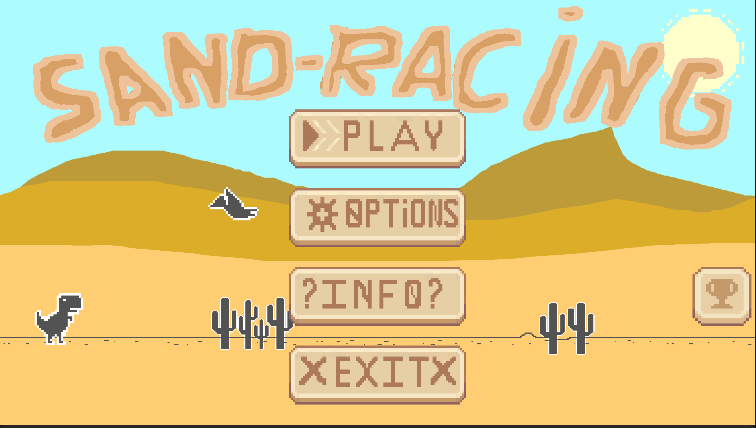 SAND-RACiNG
PLAY
OPTiONS
?INFO?
XEXITX